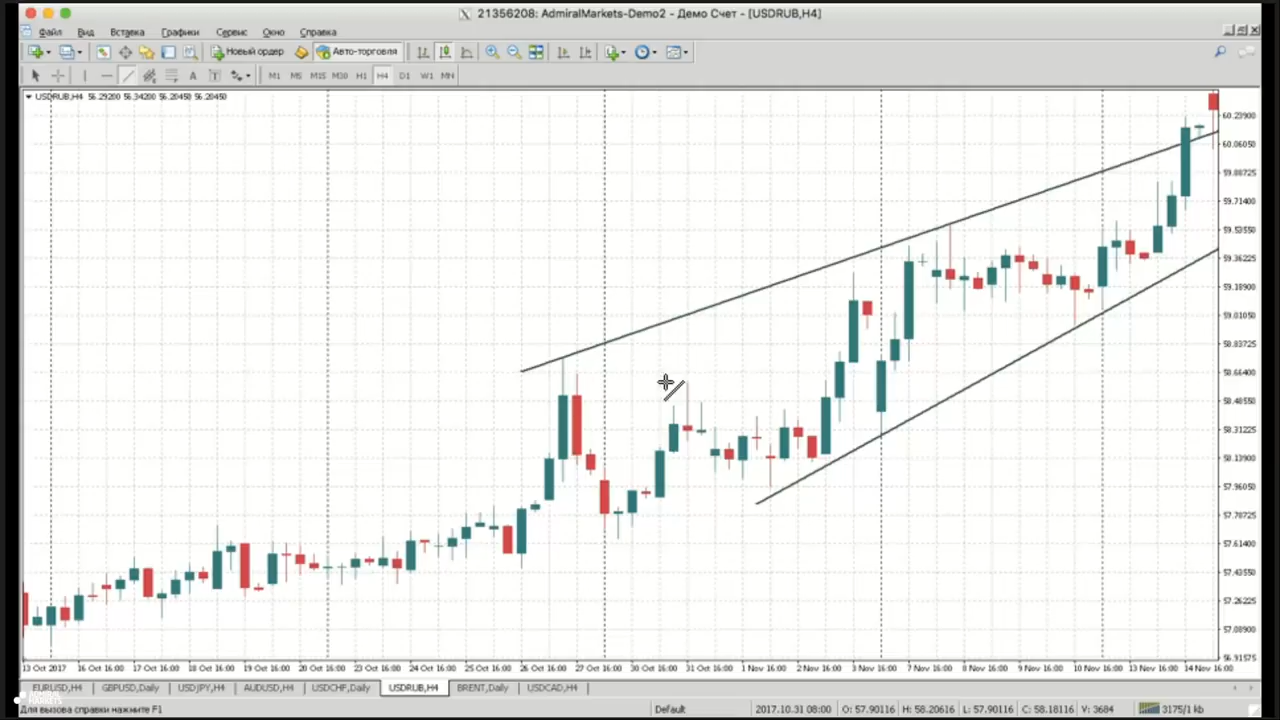 21356208: AdmiralMarkets-Demo2 - Демо Счет - [USDRUB,H4]
Файл Вид Вставка Графики Сервис Окно Справка
Новый ордер Авто-торговля
A T M1 M5 M15 M30 H1 H4 D1 W1 MN
USDRUB,H4 56.29200 56.34200 56.20450 56.20450
60.23900
60.06050
59.88725
59.71400
59.53550
59.36225
59.18900
59.01050
58.83725
58.66400
58.48550
58.31225
58.13900
57.96050
57.78725
57.61400
57.43550
57.26225
57.08900
56.91575
13 Oct 2017 16 Oct 16:00 17 Oct 16:00 18 Oct 16:00 19 Oct 16:00 20 Oct 16:00 23 Oct 16:00 24 Oct 16:00 25 Oct 16:00 26 Oct 16:00 27 Oct 16:00 30 Oct 16:00 31 Oct 16:00 1 Nov 16:00 2 Nov 16:00 3 Nov 16:00 7 Nov 16:00 8 Nov 16:00 9 Nov 16:00 10 Nov 16:00 13 Nov 16:00 14 Nov 16:00
EURUSD,H4 GBPUSD,Daily USDJPY,H4 AUDUSD,H4 USDCHF,Daily USDRUB,H4 BRENT,Daily USDCAD,H4
ADMIRAL
MARKETS
Для вызова справки нажмите F1 Default 2017.10.31 08:00 O: 57.90116 H: 58.20616 L: 57.90116 C: 58.18116 V: 3684 3175/1 kb